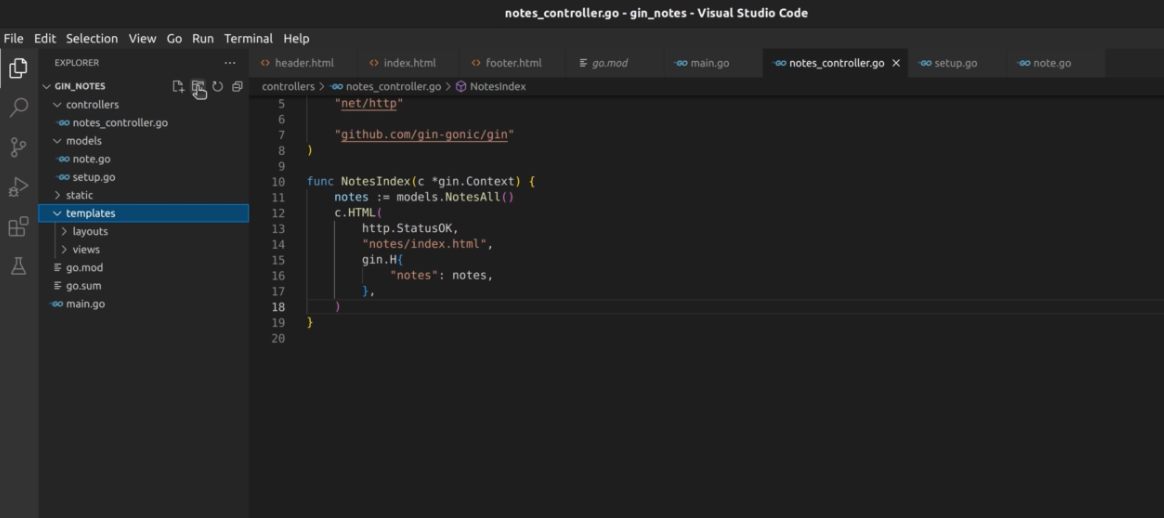 notes_controller.go - gin_notes - Visual Studio Code
File Edit Selection View Go Run Terminal Help
EXPLORER
GIN_NOTES
controllers
notes_controller.go
models
note.go
setup.go
static
templates
layouts
views
go.mod
go.sum
main.go
header.html index.html footer.html go.mod main.go notes_controller.go setup.go note.go
controllers > notes_controller.go > NotesIndex
5 "net/http"
6
7 "github.com/gin-gonic/gin"
8 )
9
10 func NotesIndex(c *gin.Context) {
11 notes := models.NotesAll()
12 c.HTML(
13 http.StatusOK,
14 "notes/index.html",
15 gin.H{
16 "notes": notes,
17 },
18 )
19 }
20